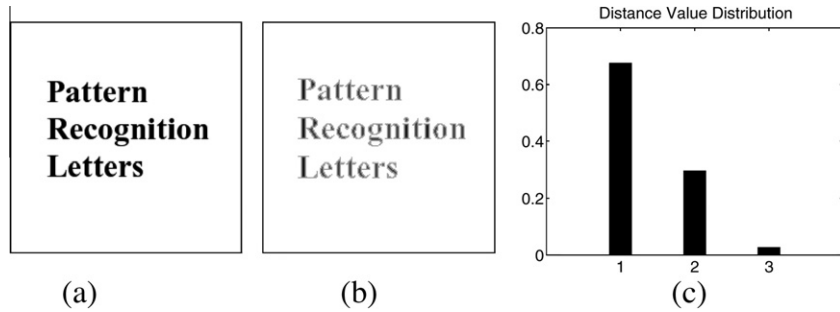 Pattern
Recognition
Letters
(a)
Pattern
Recognition
Letters
(b)
Distance Value Distribution
0.8
0.6
0.4
0.2
0
1 2 3
(c)